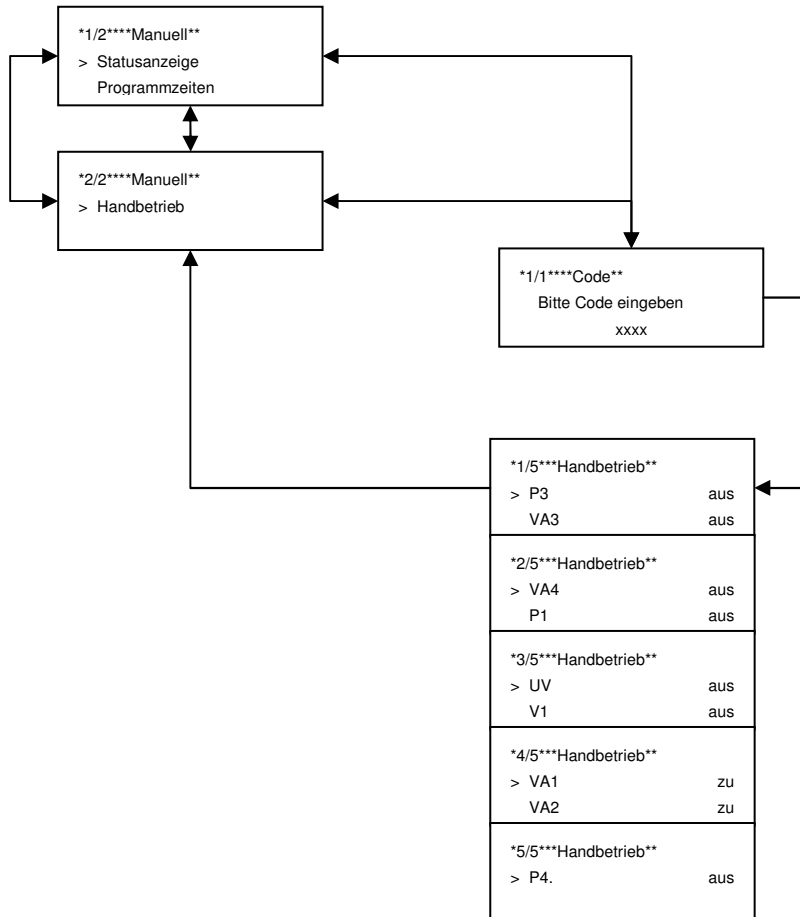 *1/2****Manuell**
> Statusanzeige
Programmzeiten
*2/2****Manuell**
> Handbetrieb
*1/1****Code**
Bitte Code eingeben
xxxx
*1/5***Handbetrieb**
> P3 aus
VA3 aus
*2/5***Handbetrieb**
> VA4 aus
P1 aus
*3/5***Handbetrieb**
> UV aus
V1 aus
*4/5***Handbetrieb**
> VA1 zu
VA2 zu
*5/5***Handbetrieb**
> P4. aus